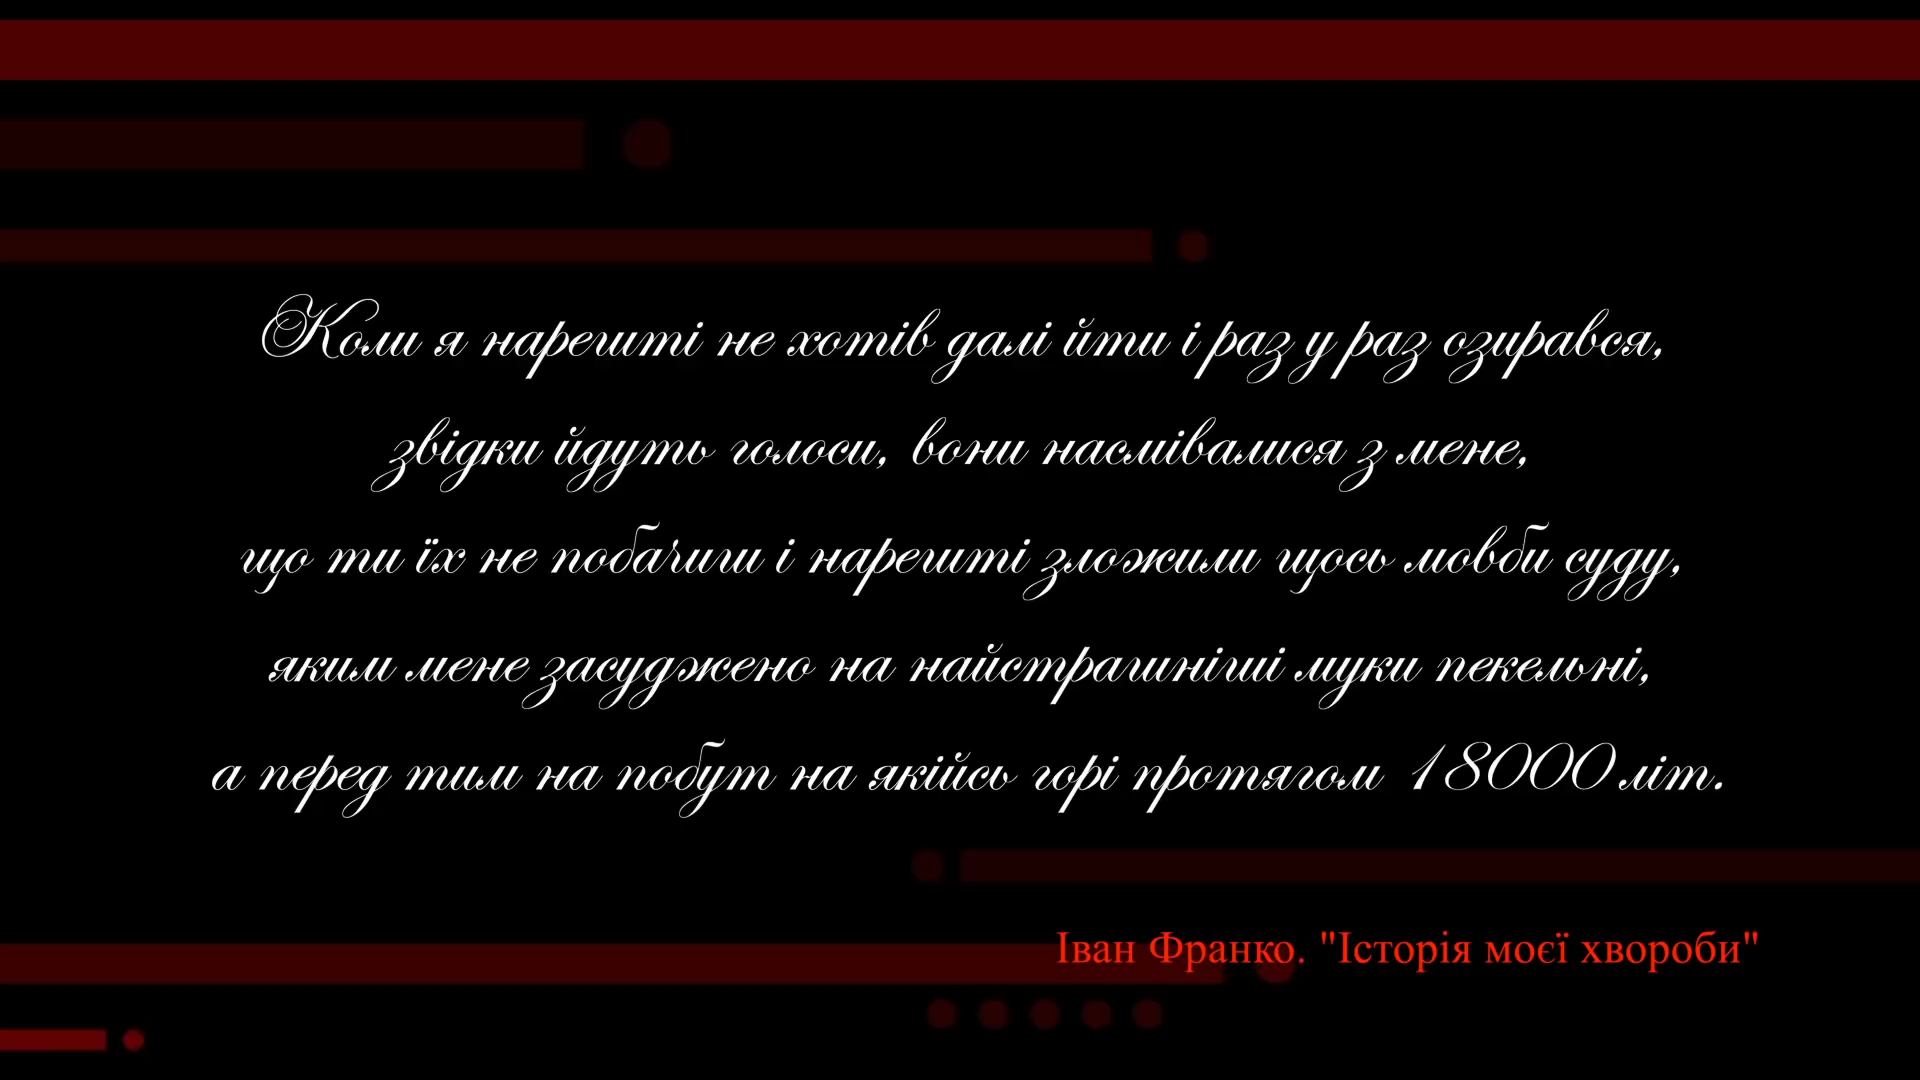 Коли я нарешті не хотів далі йти і раз у раз озирався,
звідки йдуть голоси, вони насмівалися з мене,
що ти їх не побачиш і нарешті зложили щось мовби суду,
яким мене засуджено на найстрашніші муки пекельні,
а перед тим на побут на якійсь горі протягом 18000 літ.
Іван Франко. "Історія моєї хвороби"